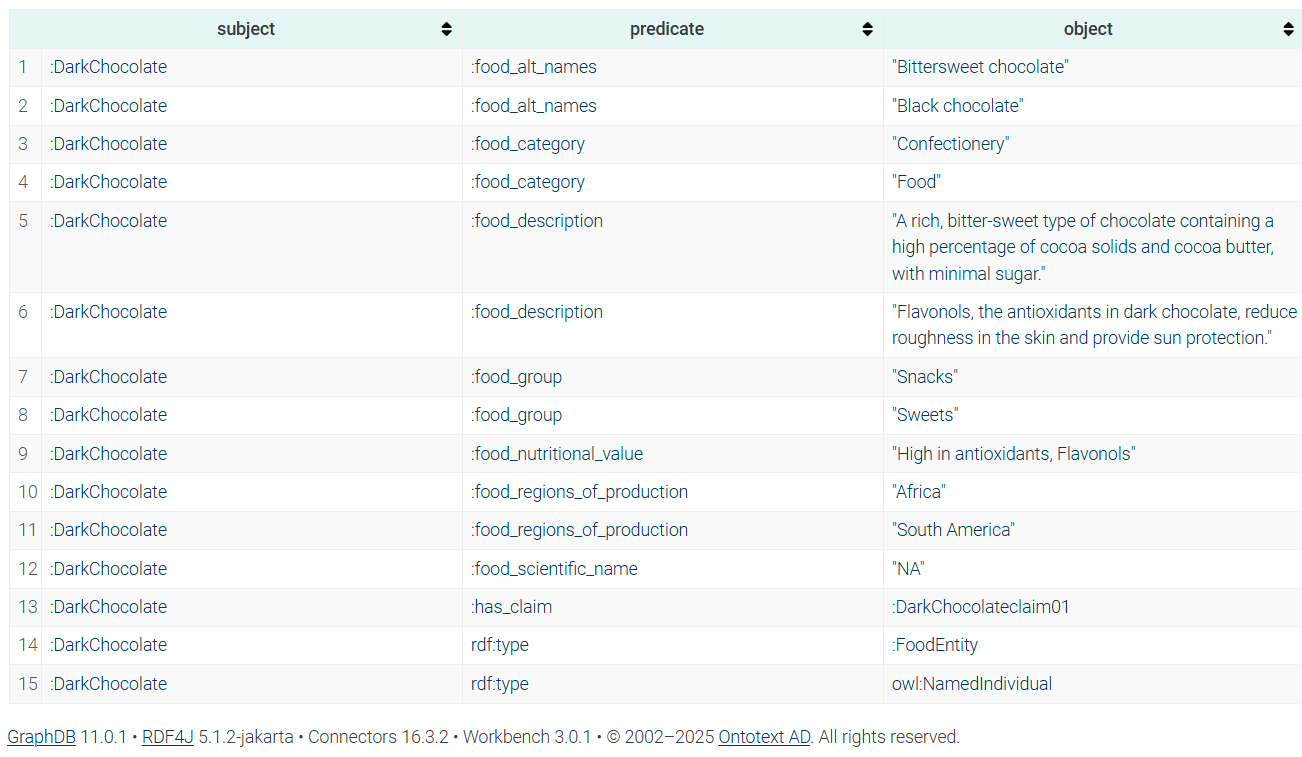 subject predicate object
1 :DarkChocolate :food_alt_names "Bittersweet chocolate"
2 :DarkChocolate :food_alt_names "Black chocolate"
3 :DarkChocolate :food_category "Confectionery"
4 :DarkChocolate :food_category "Food"
5 :DarkChocolate :food_description "A rich, bitter-sweet type of chocolate containing a
high percentage of cocoa solids and cocoa butter,
with minimal sugar."
6 :DarkChocolate :food_description "Flavonols, the antioxidants in dark chocolate, reduce
roughness in the skin and provide sun protection."
7 :DarkChocolate :food_group "Snacks"
8 :DarkChocolate :food_group "Sweets"
9 :DarkChocolate :food_nutritional_value "High in antioxidants, Flavonols"
10 :DarkChocolate :food_regions_of_production "Africa"
11 :DarkChocolate :food_regions_of_production "South America"
12 :DarkChocolate :food_scientific_name "NA"
13 :DarkChocolate :has_claim :DarkChocolateclaim01
14 :DarkChocolate rdf:type :FoodEntity
15 :DarkChocolate rdf:type owl:NamedIndividual
GraphDB 11.0.1 • RDF4J 5.1.2-jakarta • Connectors 16.3.2 • Workbench 3.0.1 • © 2002–2025 Ontotext AD. All rights reserved.